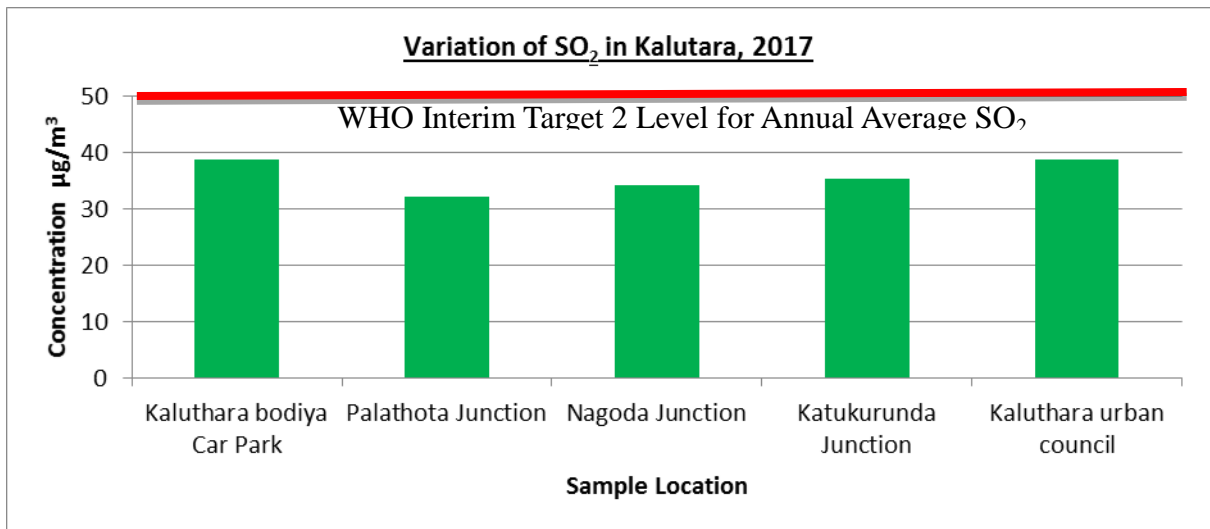 Variation of SO₂ in Kalutara, 2017
50
WHO Interim Target 2 Level for Annual Average SO₂
40
30
20
10
0
Concentration µg/m³
Kaluthara bodiya
Car Park
Palathota Junction
Nagoda Junction
Katukurunda
Junction
Kaluthara urban
council
Sample Location